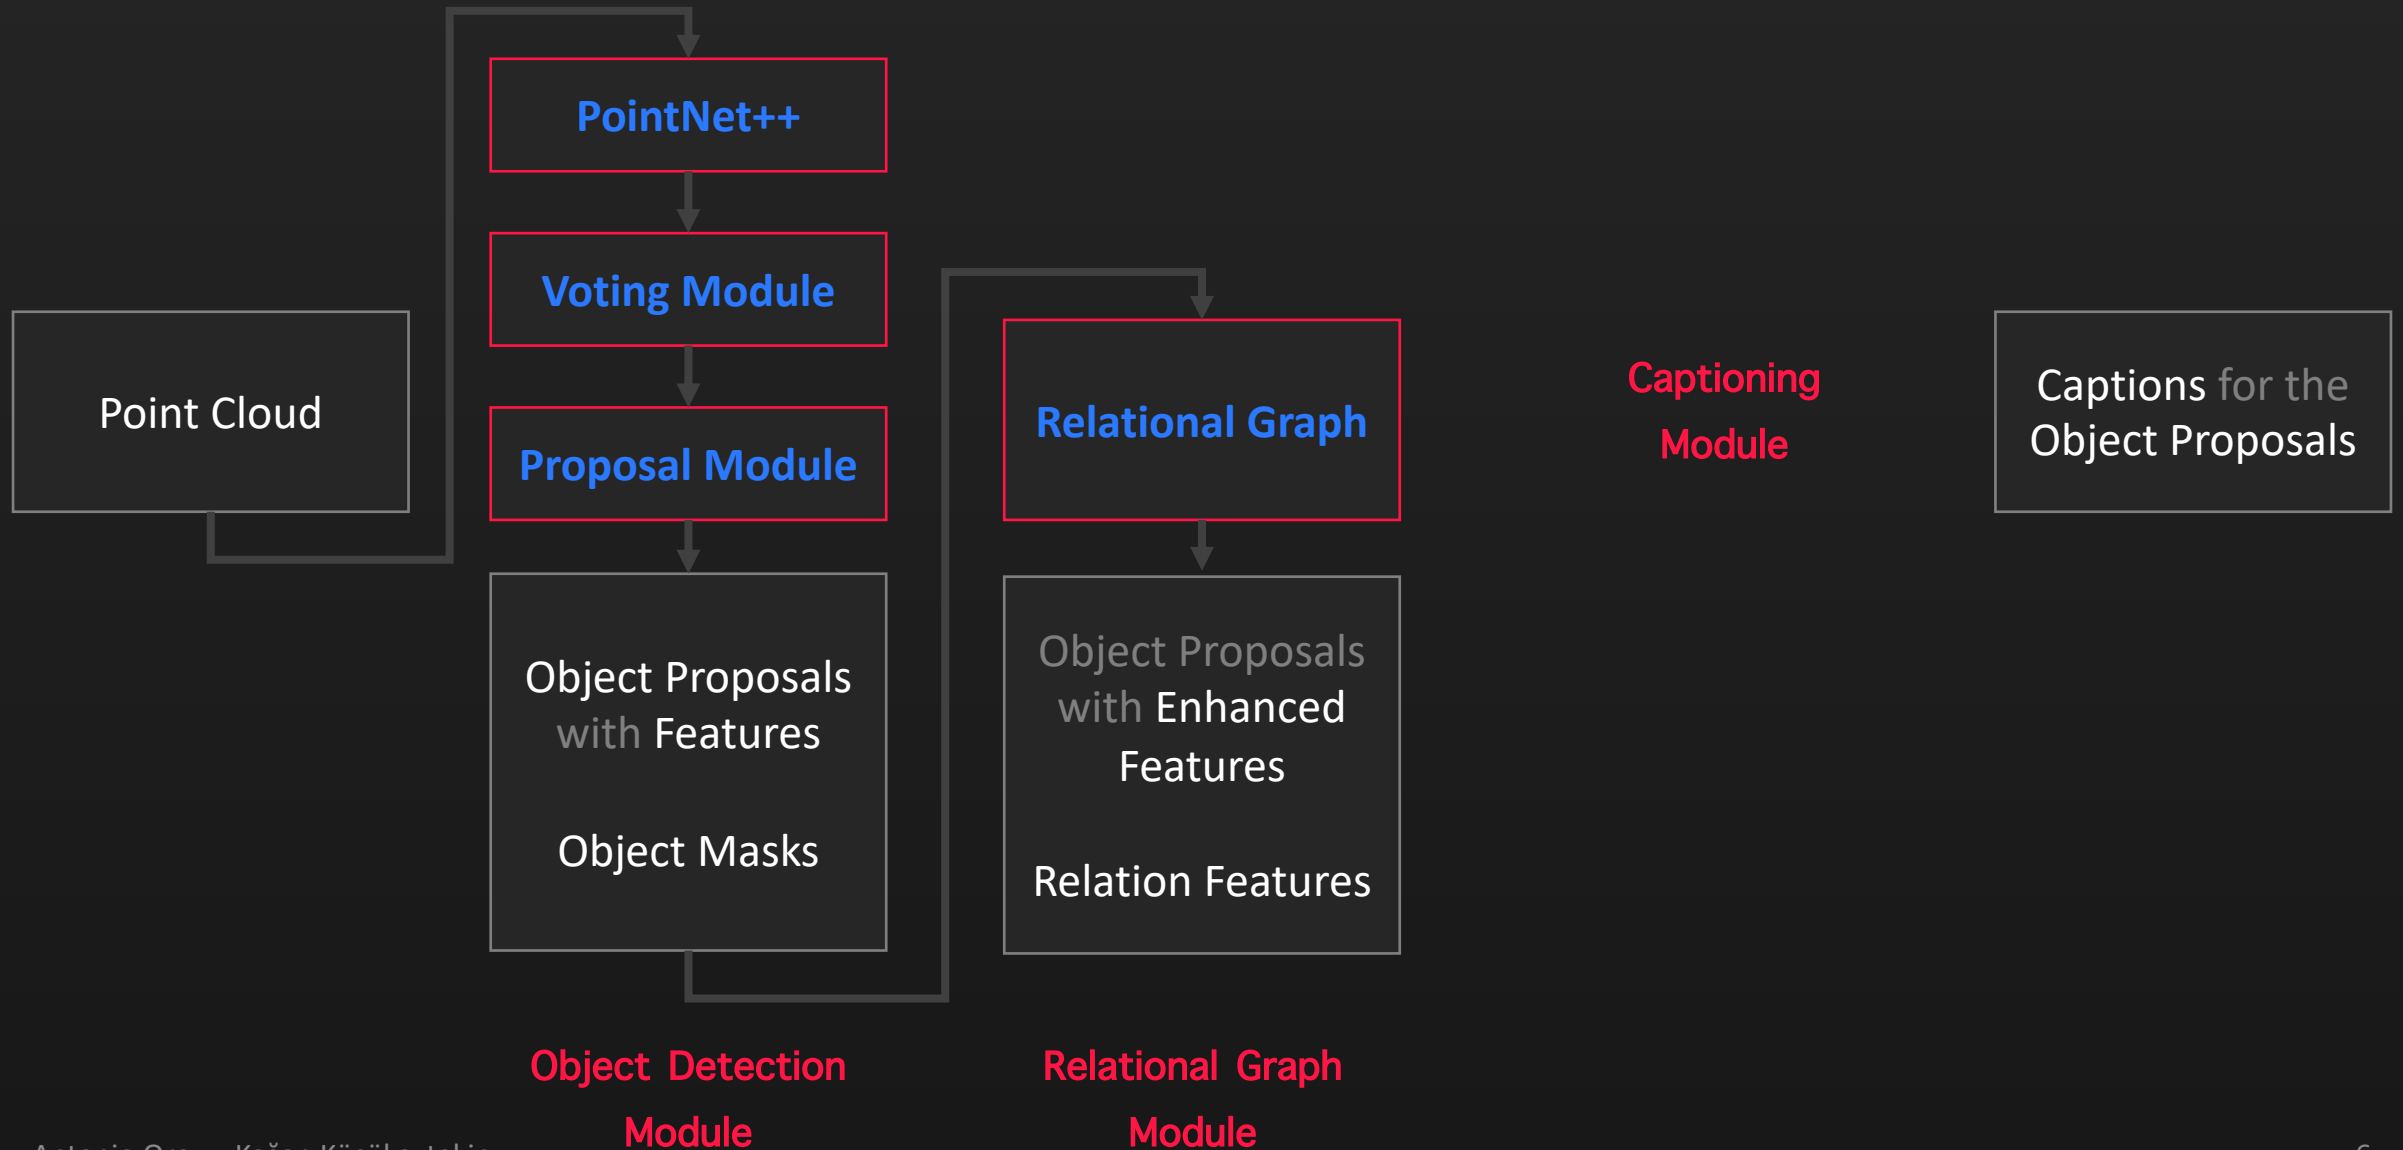 PointNet++
Voting Module
Proposal Module
Point Cloud
Object Proposals
with Features
Object Masks
Object Detection
Module
Relational Graph
Object Proposals
with Enhanced
Features
Relation Features
Relational Graph
Module
Captioning
Module
Captions for the
Object Proposals